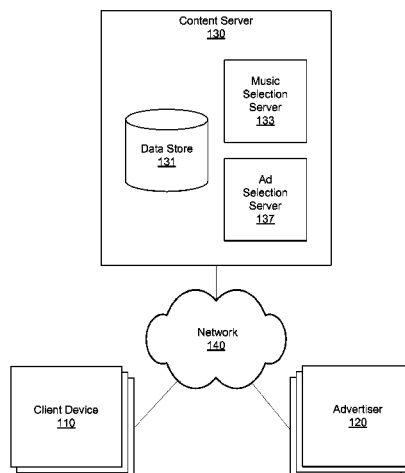 Content Server
130
Music
Selection
Server
133
Data Store
131
Ad
Selection
Server
137
Network
140
Client Device
110
Advertiser
120